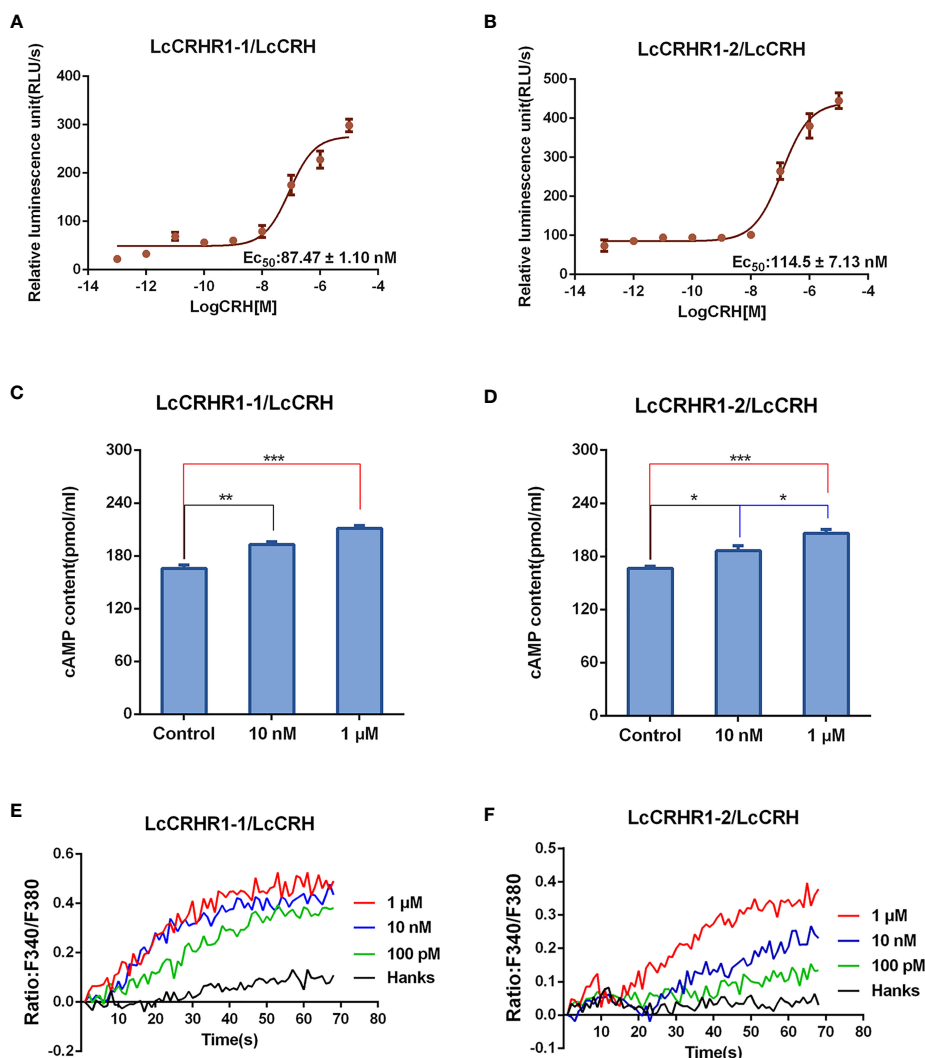 A
LcCRHR1-1/LcCRH
Relative luminescence unit(RLU/s)
400
300
200
100
0
-14
-12
-10
-8
-6
-4
Ec50:87.47 ± 1.10 nM
LogCRH[M]
B
LcCRHR1-2/LcCRH
Relative luminescence unit(RLU/s)
500
400
300
200
100
0
-14
-12
-10
-8
-6
-4
Ec50:114.5 ± 7.13 nM
LogCRH[M]
C
LcCRHR1-1/LcCRH
cAMP content(pmol/ml)
300
240
180
120
60
0
***
**
Control
10 nM
1 µM
D
LcCRHR1-2/LcCRH
cAMP content(pmol/ml)
300
240
180
120
60
0
***
*
*
Control
10 nM
1 µM
E
LcCRHR1-1/LcCRH
Ratio:F340/F380
0.6
0.4
0.2
0.0
-0.2
10
20
30
40
50
60
70
80
Time(s)
1 µM
10 nM
100 pM
Hanks
F
LcCRHR1-2/LcCRH
Ratio:F340/F380
0.5
0.4
0.3
0.2
0.1
0.0
-0.1
10
20
30
40
50
60
70
80
Time(s)
1 µM
10 nM
100 pM
Hanks